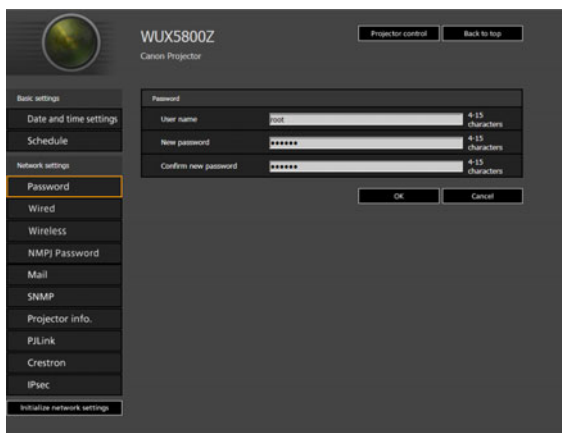 WUX5800Z
Canon Projector
Projector control
Back to top
Basic settings
Date and time settings
Schedule
Network settings
Password
Wired
Wireless
NMPJ Password
Mail
SNMP
Projector info.
PJLink
Crestron
IPsec
Initialize network settings
Password
User name root 4-15 characters
New password •••••• 4-15 characters
Confirm new password •••••• 4-15 characters
OK
Cancel